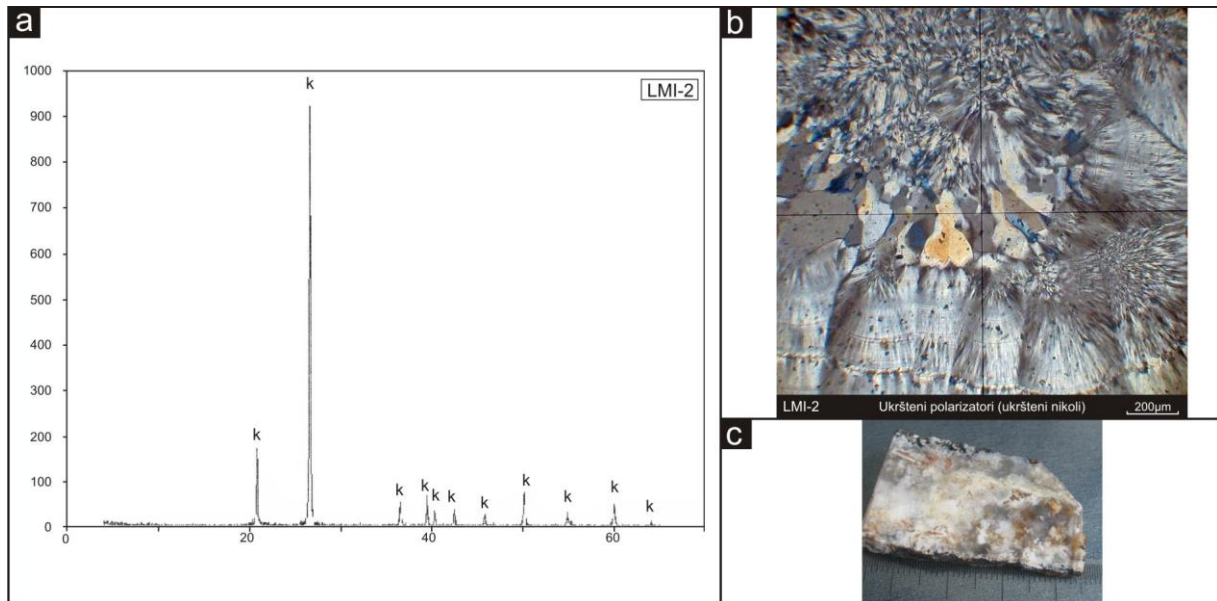 a
1000
900
800
700
600
500
400
300
200
100
0
0
20
40
60
LMI-2
k
k
k
k
k
k
k
k
k
k
k
b
LMI-2 Ukršteni polarizatori (ukršteni nikoli) 200µm
c